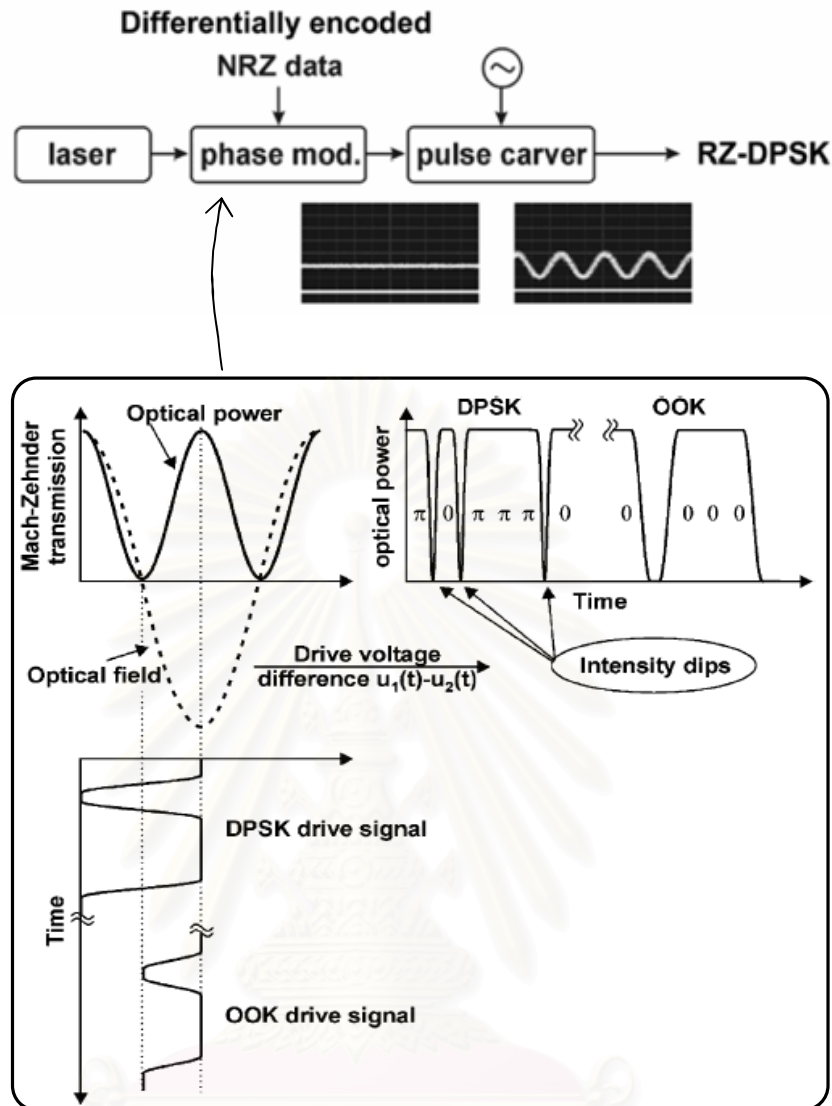 Differentially encoded
NRZ data
laser
phase mod.
pulse carver
RZ-DPSK
Mach-Zehnder
transmission
Optical power
Optical field
Drive voltage
difference u₁(t)-u₂(t)
optical power
DPSK
OOK
π 0 π π π 0 0 0 0 0
Time
Intensity dips
DPSK drive signal
Time
OOK drive signal